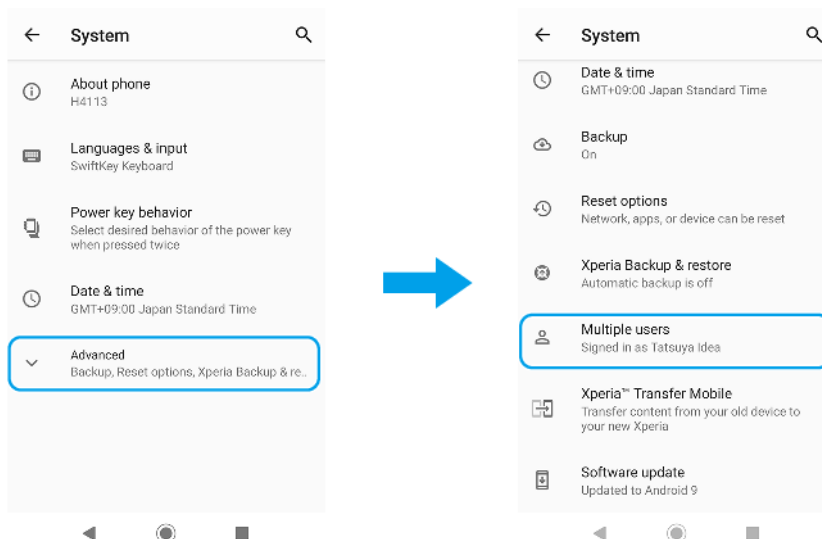 System
About phone
H4113
Languages & input
SwiftKey Keyboard
Power key behavior
Select desired behavior of the power key
when pressed twice
Date & time
GMT+09:00 Japan Standard Time
Advanced
Backup, Reset options, Xperia Backup & re..
System
Date & time
GMT+09:00 Japan Standard Time
Backup
On
Reset options
Network, apps, or device can be reset
Xperia Backup & restore
Automatic backup is off
Multiple users
Signed in as Tatsuya Idea
Xperia™ Transfer Mobile
Transfer content from your old device to
your new Xperia
Software update
Updated to Android 9